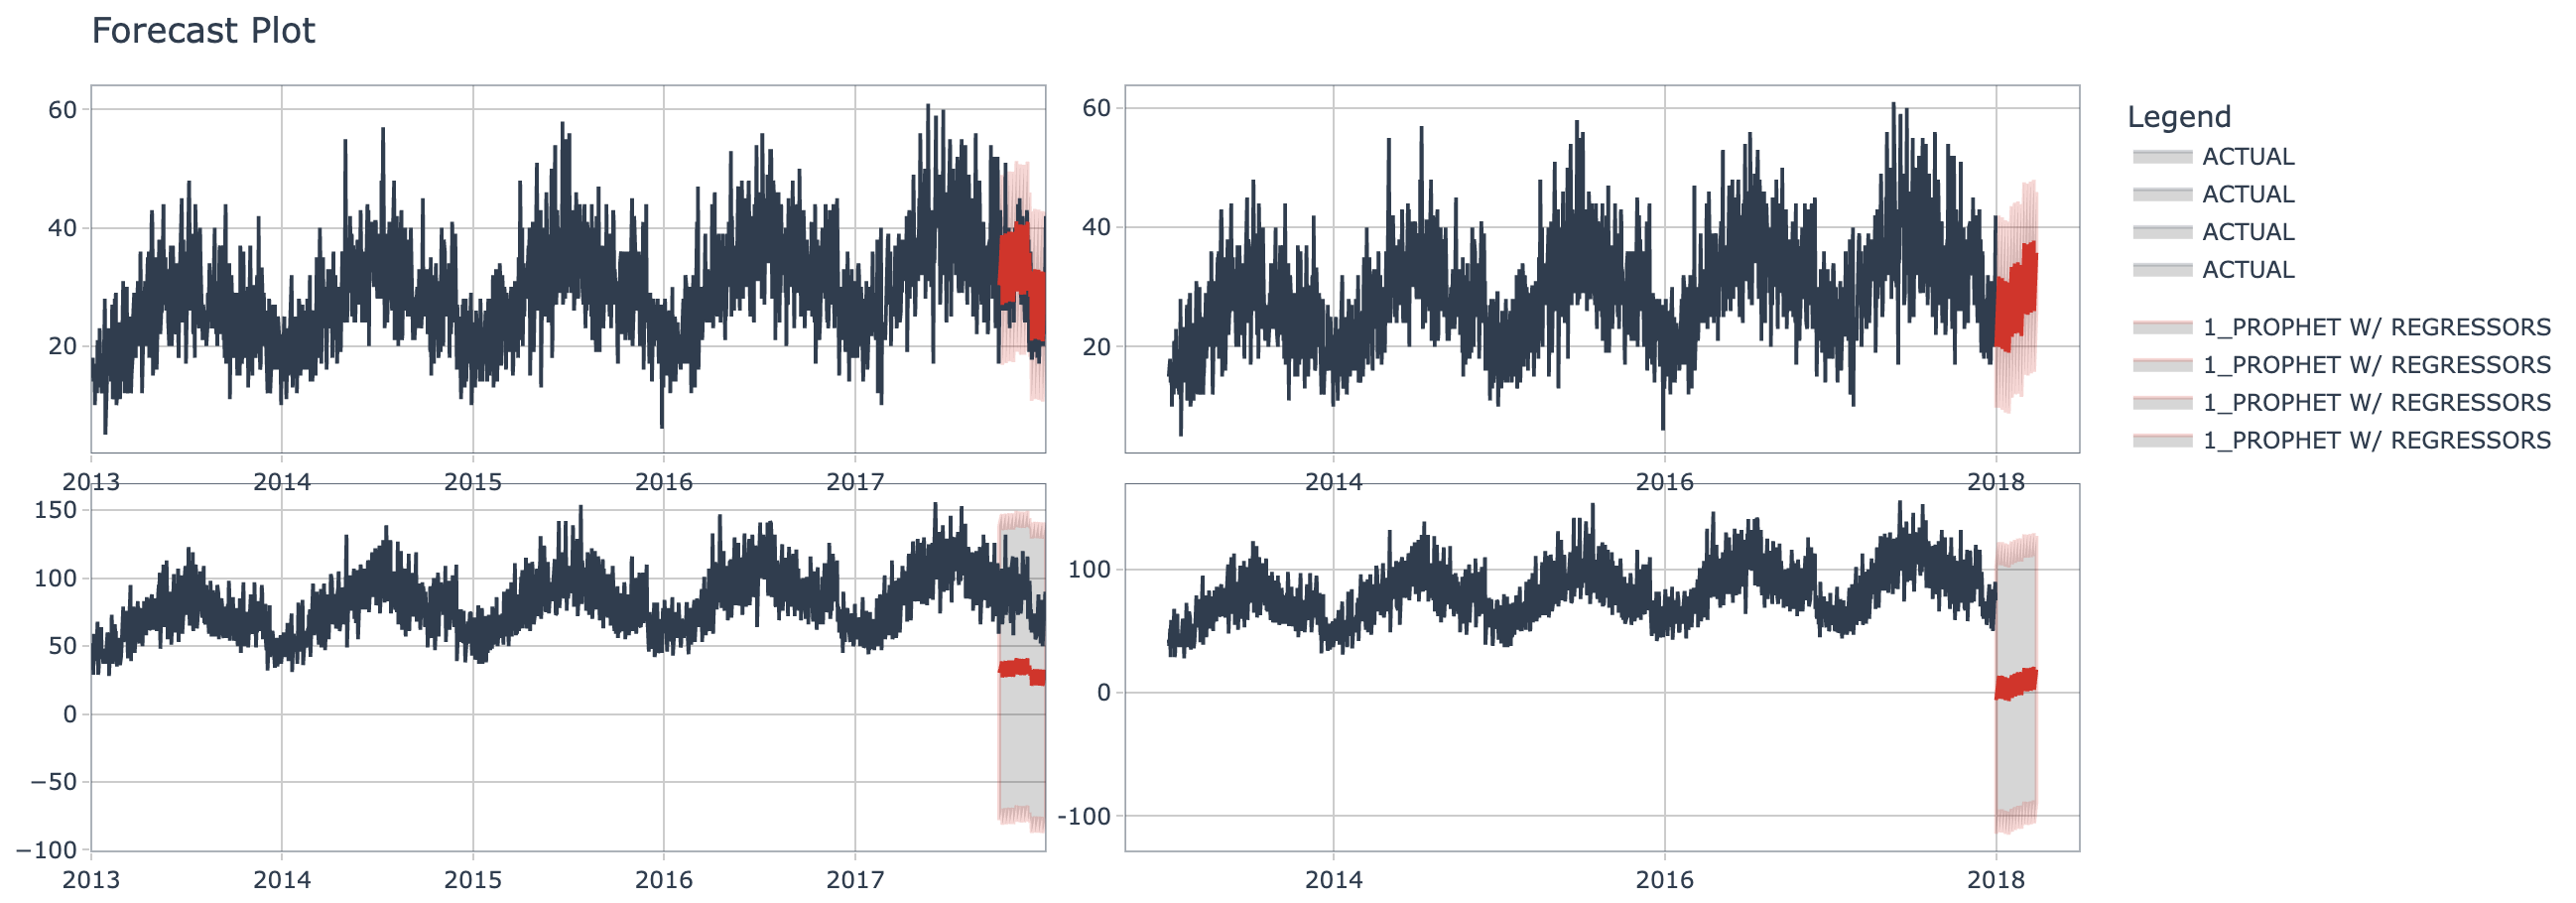 Forecast Plot
60
40
20
2013 2014 2015 2016 2017
60
40
20
2014 2016 2018
150
100
50
0
−50
−100
2013 2014 2015 2016 2017
100
0
-100
2014 2016 2018
Legend
ACTUAL
ACTUAL
ACTUAL
ACTUAL
1_PROPHET W/ REGRESSORS
1_PROPHET W/ REGRESSORS
1_PROPHET W/ REGRESSORS
1_PROPHET W/ REGRESSORS